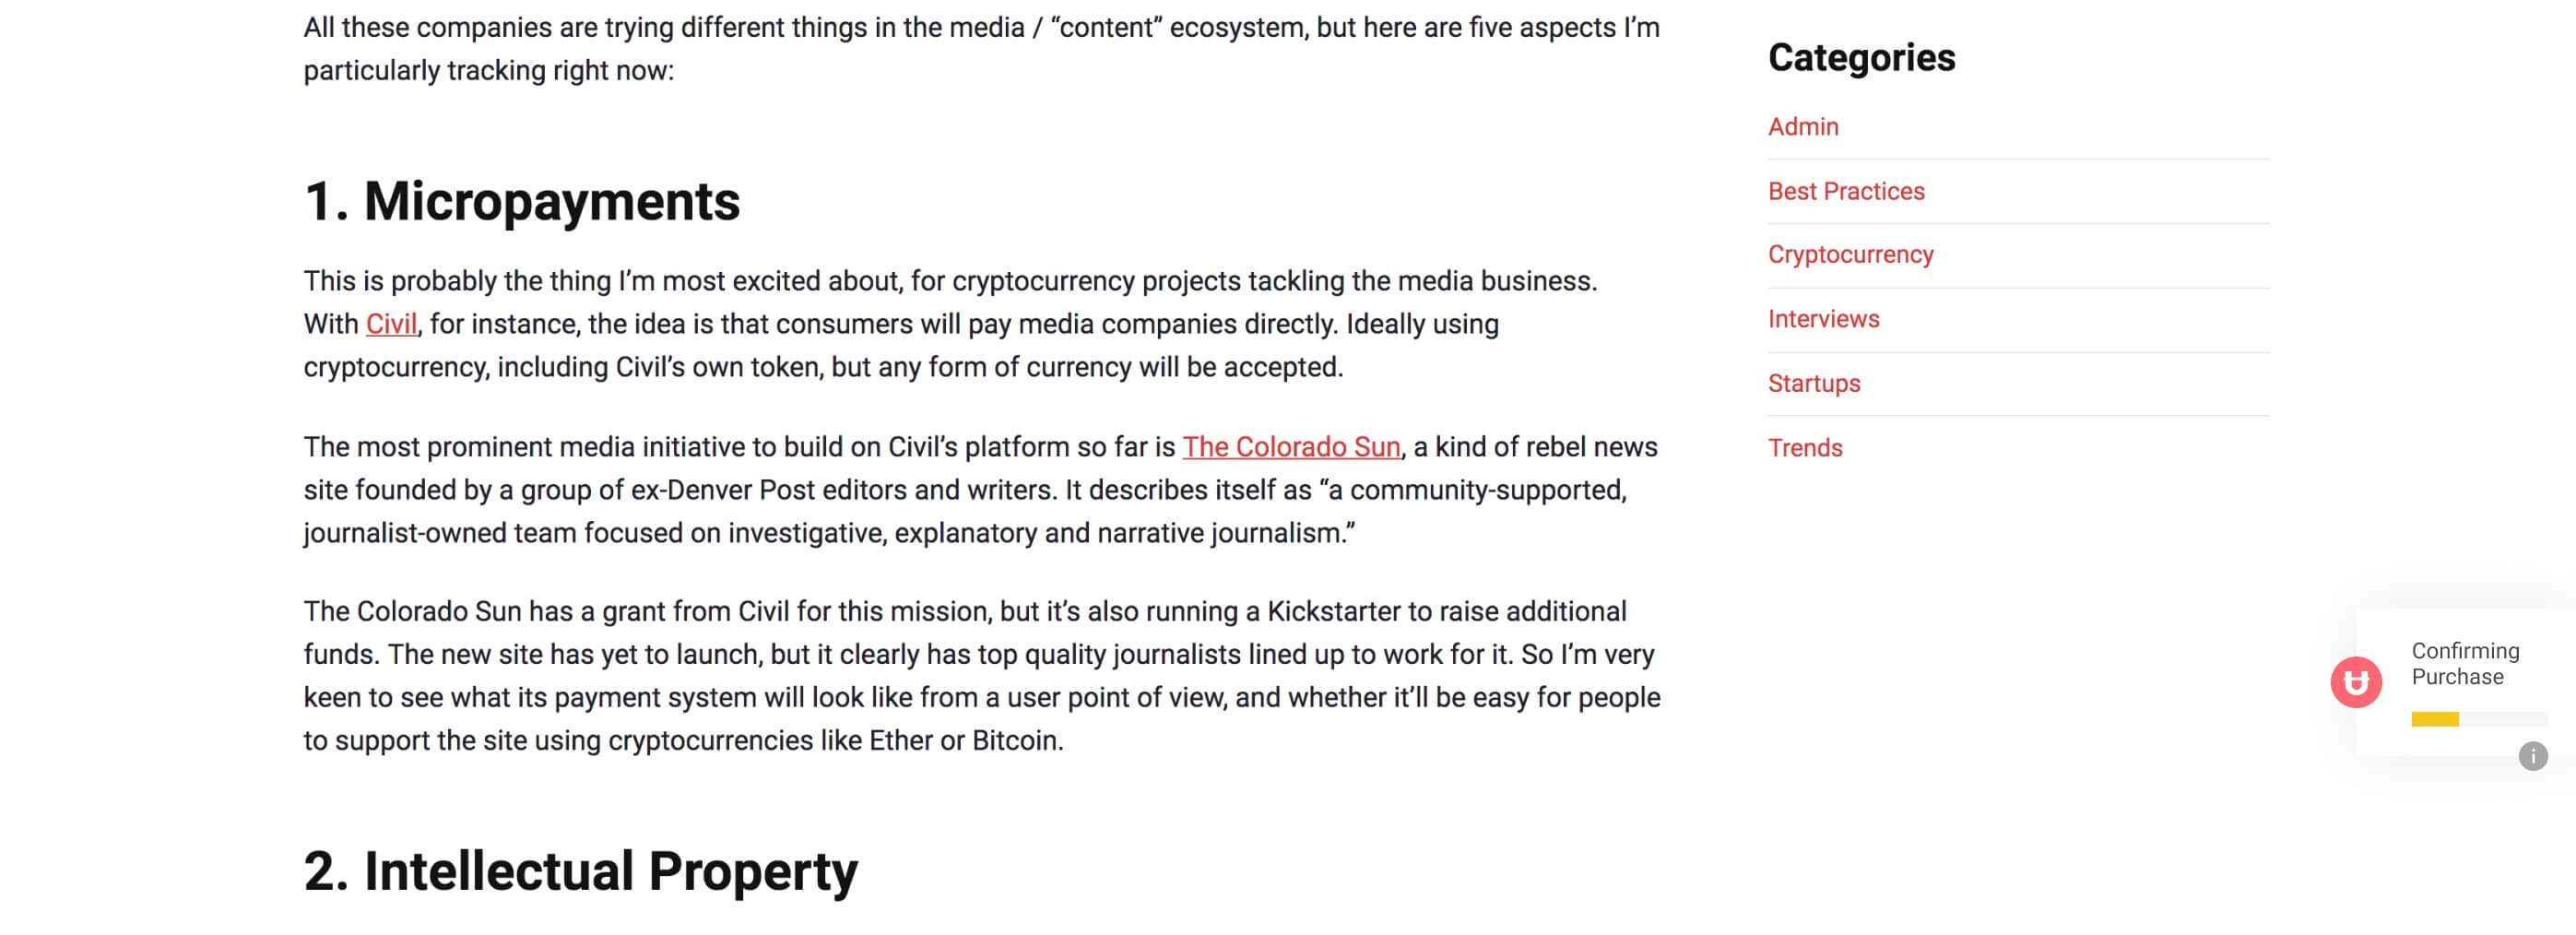 All these companies are trying different things in the media / “content” ecosystem, but here are five aspects I’m
particularly tracking right now:
1. Micropayments
This is probably the thing I’m most excited about, for cryptocurrency projects tackling the media business.
With Civil, for instance, the idea is that consumers will pay media companies directly. Ideally using
cryptocurrency, including Civil’s own token, but any form of currency will be accepted.
The most prominent media initiative to build on Civil’s platform so far is The Colorado Sun, a kind of rebel news
site founded by a group of ex-Denver Post editors and writers. It describes itself as “a community-supported,
journalist-owned team focused on investigative, explanatory and narrative journalism.”
The Colorado Sun has a grant from Civil for this mission, but it’s also running a Kickstarter to raise additional
funds. The new site has yet to launch, but it clearly has top quality journalists lined up to work for it. So I’m very
keen to see what its payment system will look like from a user point of view, and whether it’ll be easy for people
to support the site using cryptocurrencies like Ether or Bitcoin.
2. Intellectual Property
Categories
Admin
Best Practices
Cryptocurrency
Interviews
Startups
Trends
Confirming
Purchase
i